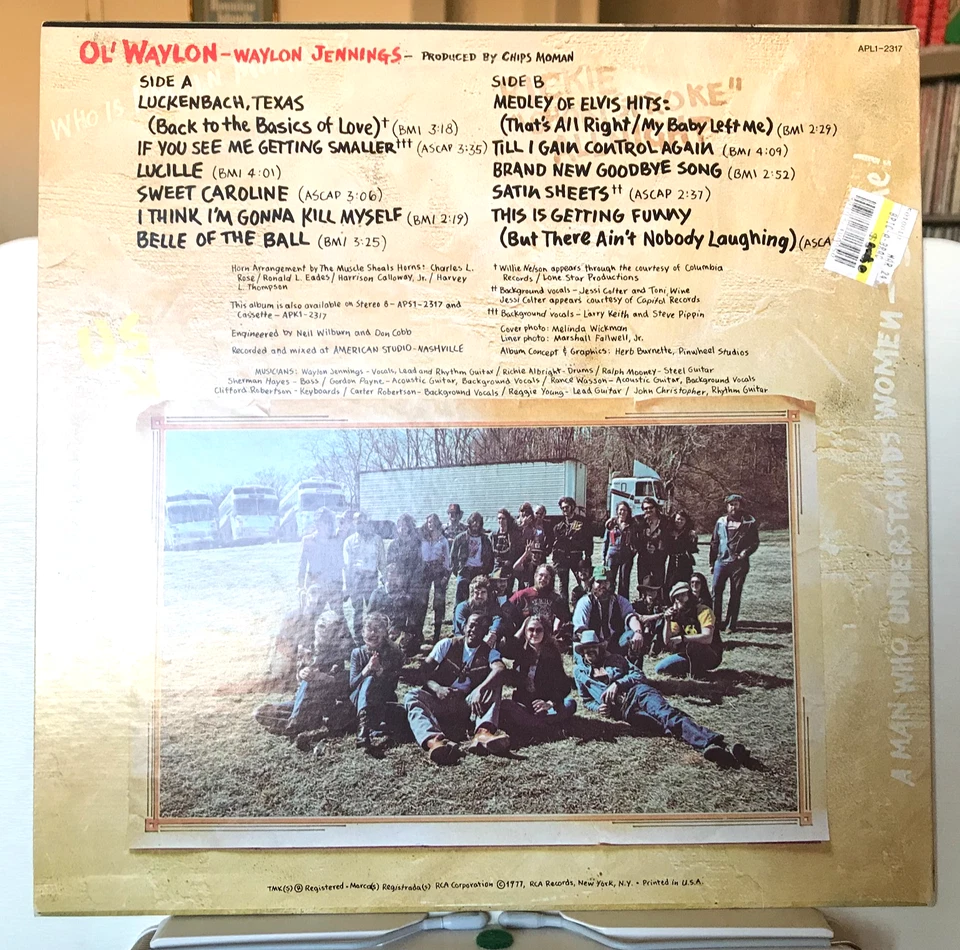 OL' WAYLON - WAYLON JENNINGS - PRODUCED BY CHIPS MOMAN
APL1-2317
SIDE A
LUCKENBACH, TEXAS
(Back to the Basics of Love)† (BMI 3:18)
IF YOU SEE ME GETTING SMALLER††† (ASCAP 3:35)
LUCILLE (BMI 4:01)
SWEET CAROLINE (ASCAP 3:06)
I THINK I'M GONNA KILL MYSELF (BMI 2:19)
BELLE OF THE BALL (BMI 3:25)
SIDE B
MEDLEY OF ELVIS HITS:
(That's All Right/My Baby Left Me) (BMI 2:29)
TILL I GAIN CONTROL AGAIN (BMI 4:09)
BRAND NEW GOODBYE SONG (BMI 2:52)
SATIN SHEETS†† (ASCAP 2:37)
THIS IS GETTING FUNNY
(But There Ain't Nobody Laughing) (ASCA
Horn Arrangement by The Muscle Shoals Horns: Charles L.
Rose/Ronald L. Eades/Harrison Calloway, Jr./Harvey
L. Thompson
This album is also available on Stereo 8-APS1-2317 and
Cassette-APK1-2317
Engineered by Neil Wilburn and Don Cobb
Recorded and mixed at AMERICAN STUDIO-NASHVILLE
† Willie Nelson appears through the courtesy of Columbia
Records / Lone Star Productions
†† Background vocals - Jessi Colter and Toni Wine
Jessi Colter appears courtesy of Capitol Records
††† Background vocals - Larry Keith and Steve Pippin
Cover photo: Melinda Wickman
Liner photo: Marshall Fallwell, Jr.
Album Concept & Graphics: Herb Burnette, Pinwheel Studios
MUSICIANS: Waylon Jennings - Vocals, Lead and Rhythm Guitar / Richie Albright - Drums / Ralph Mooney - Steel Guitar
Sherman Hayes - Bass / Gordon Payne - Acoustic Guitar, Background Vocals / Rance Wasson - Acoustic Guitar, Background Vocals
Clifford Robertson - Keyboards / Carter Robertson - Background Vocals / Reggie Young - Lead Guitar / John Christopher, Rhythm Guitar
WHO IS
OKE"
US
A MAN WHO UNDERSTANDS WOMEN -
TMK(S) ® Registered • Marca(s) Registrada(s) RCA Corporation ©1977, RCA Records, New York, N.Y. • Printed in U.S.A.